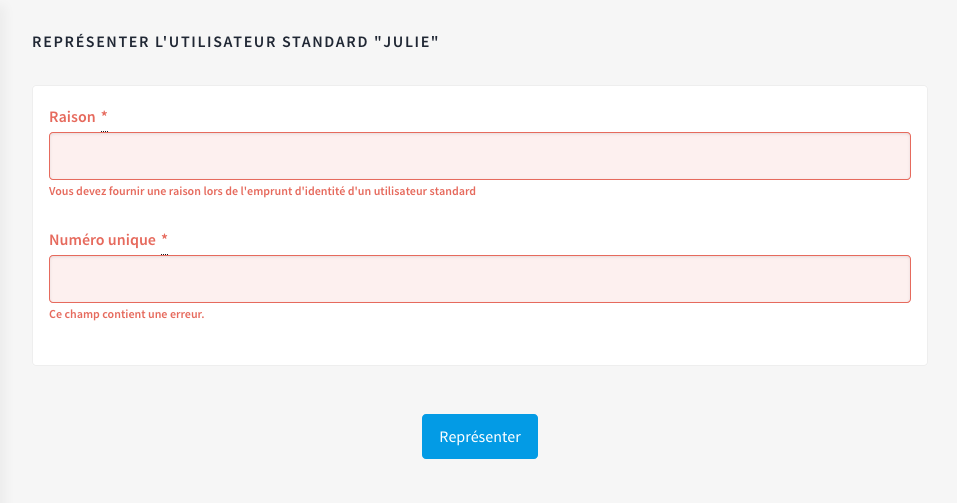 REPRÉSENTER L'UTILISATEUR STANDARD "JULIE"
Raison *
Vous devez fournir une raison lors de l'emprunt d'identité d'un utilisateur standard
Numéro unique *
Ce champ contient une erreur.
Représenter